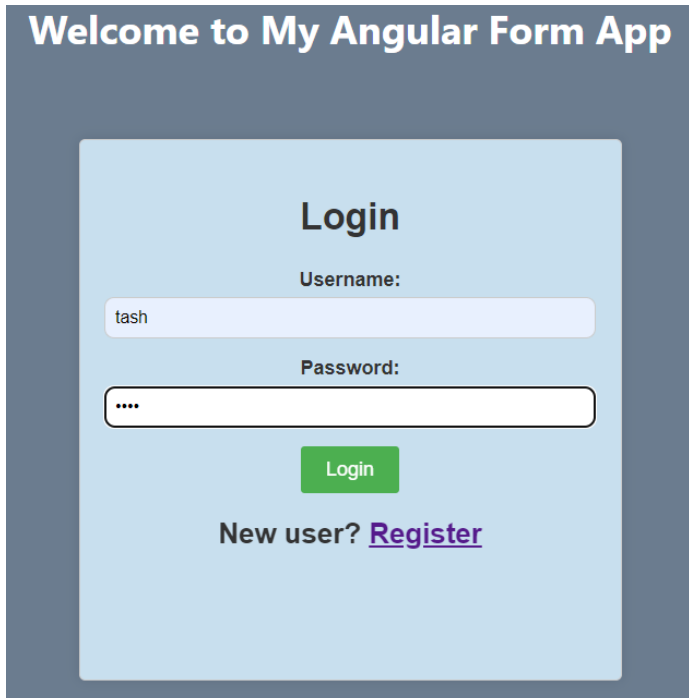 Welcome to My Angular Form App
Login
Username:
tash
Password:
••••
Login
New user? Register